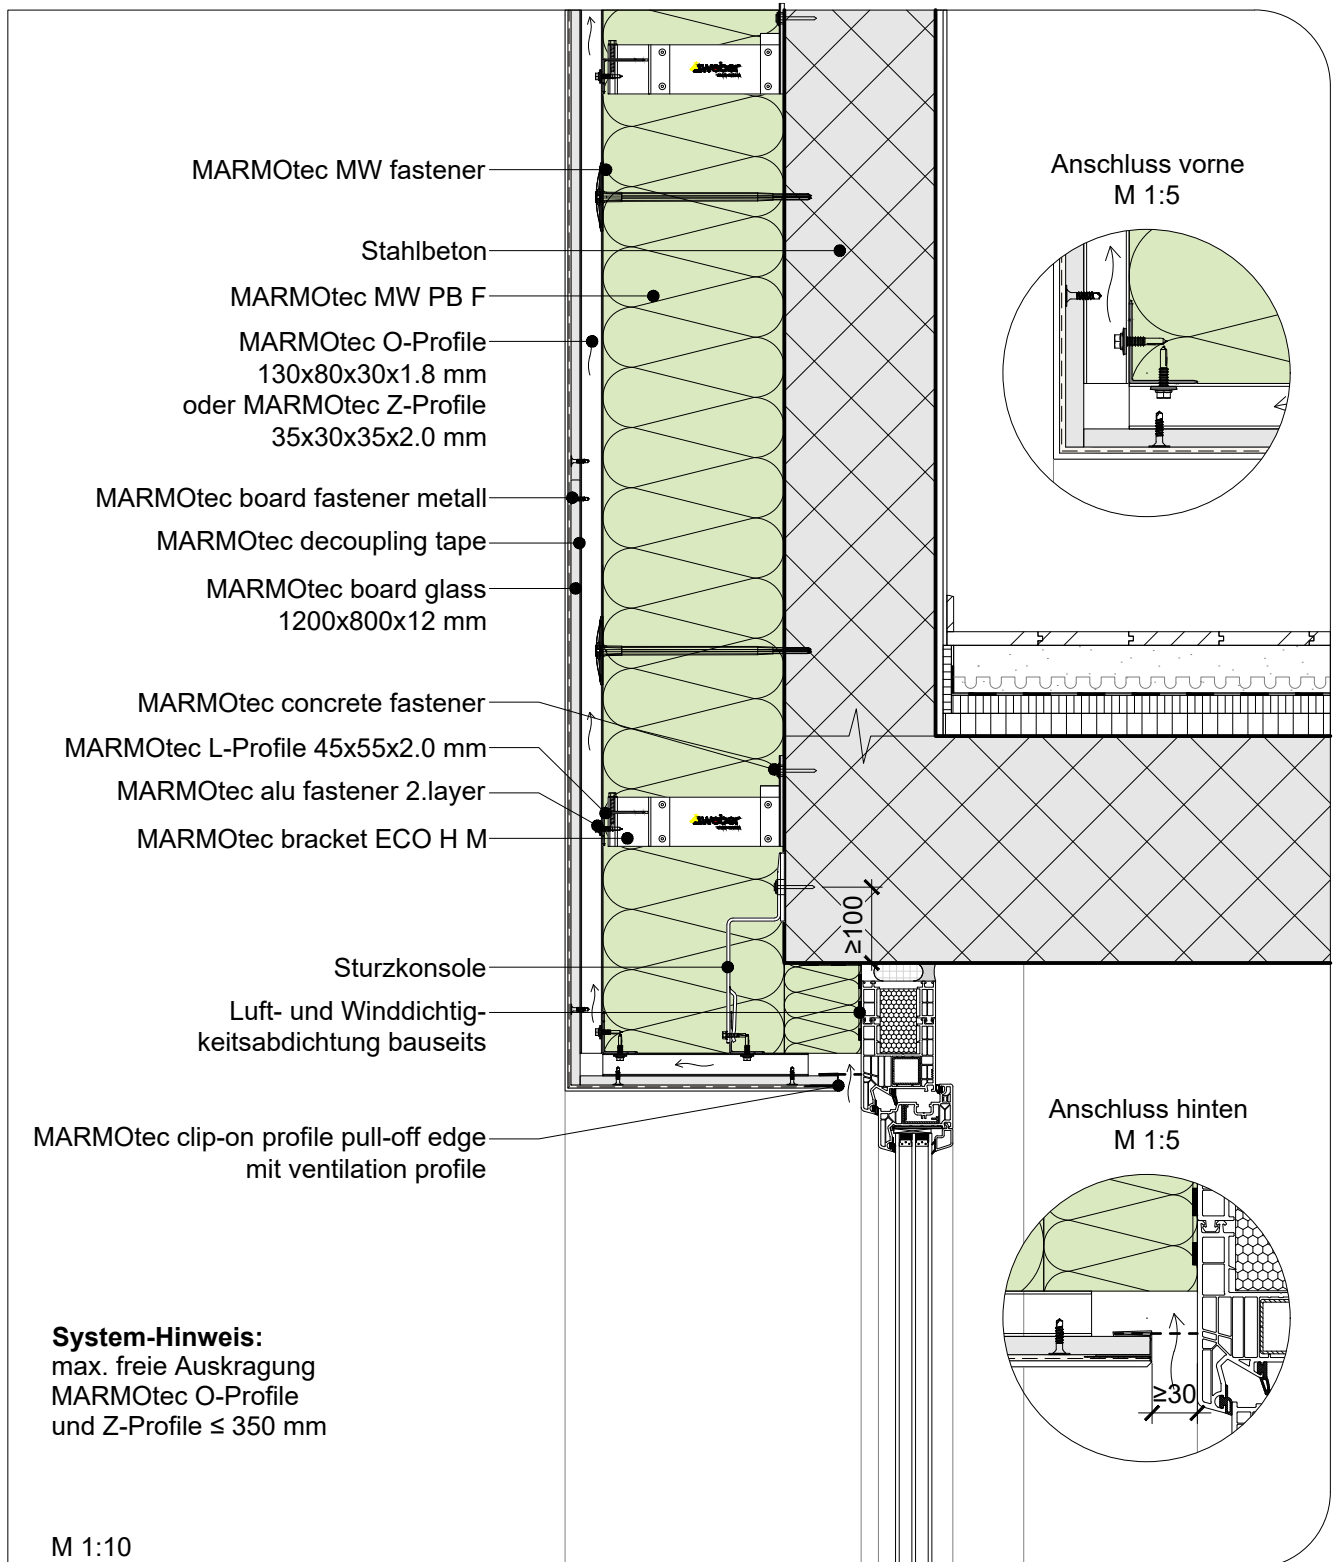 weber
MARMOtec MW fastener
Anschluss vorne
M 1:5
Stahlbeton
MARMOtec MW PB F
MARMOtec O-Profile
130x80x30x1.8 mm
oder MARMOtec Z-Profile
35x30x35x2.0 mm
MARMOtec board fastener metall
MARMOtec decoupling tape
MARMOtec board glass
1200x800x12 mm
MARMOtec concrete fastener
MARMOtec L-Profile 45x55x2.0 mm
MARMOtec alu fastener 2.layer
weber
MARMOtec bracket ECO H M
≥100
Sturzkonsole
Luft- und Winddichtig-
keitsabdichtung bauseits
MARMOtec clip-on profile pull-off edge
mit ventilation profile
Anschluss hinten
M 1:5
≥30
System-Hinweis:
max. freie Auskragung
MARMOtec O-Profile
und Z-Profile ≤ 350 mm
M 1:10